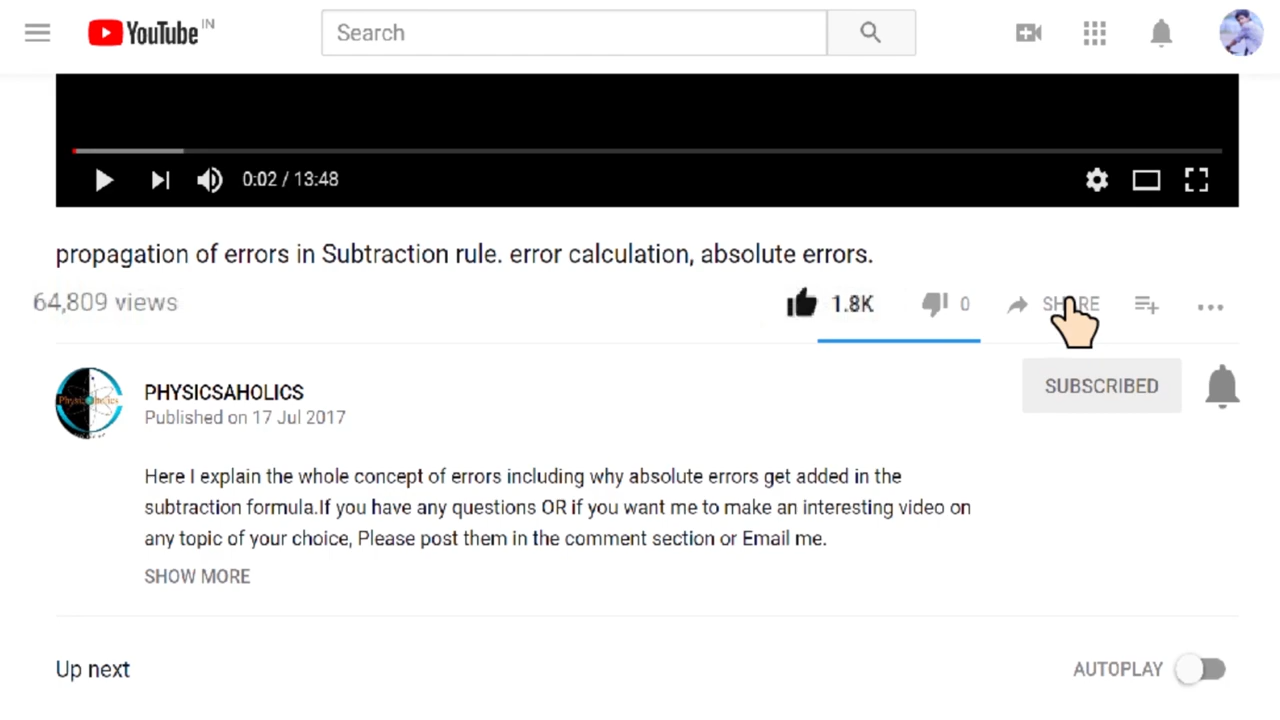 YouTube IN
Search
0:02 / 13:48
propagation of errors in Subtraction rule. error calculation, absolute errors.
64,809 views
1.8K
0
SHARE
SUBSCRIBED
PHYSICSAHOLICS
Published on 17 Jul 2017
Here I explain the whole concept of errors including why absolute errors get added in the
subtraction formula.If you have any questions OR if you want me to make an interesting video on
any topic of your choice, Please post them in the comment section or Email me.
SHOW MORE
Up next
AUTOPLAY